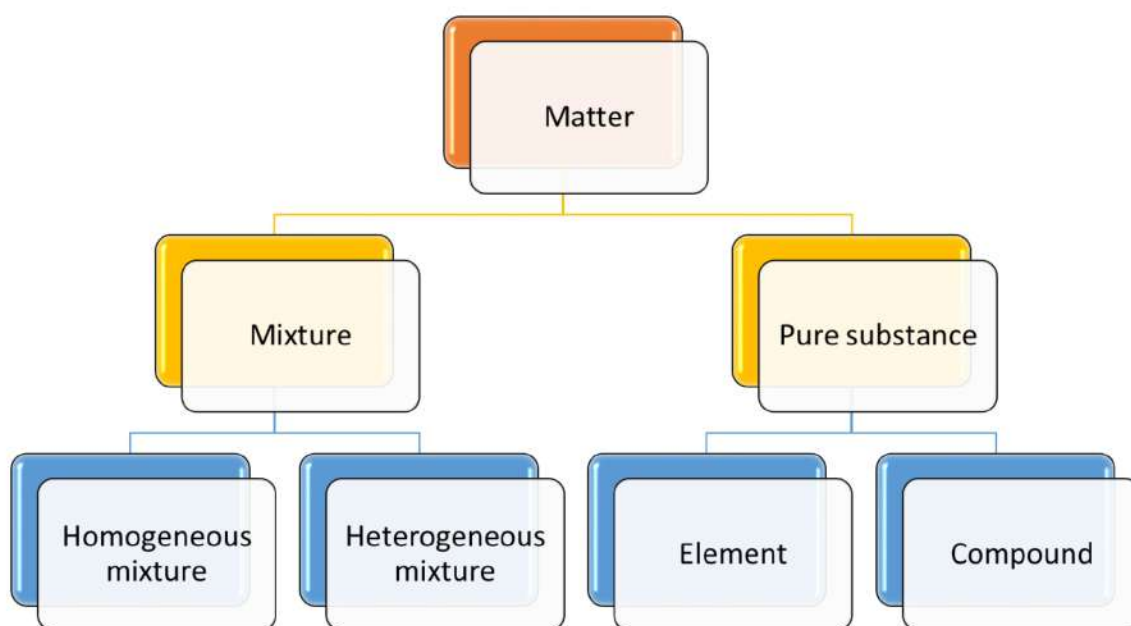 Matter
Mixture
Pure substance
Homogeneous
mixture
Heterogeneous
mixture
Element
Compound